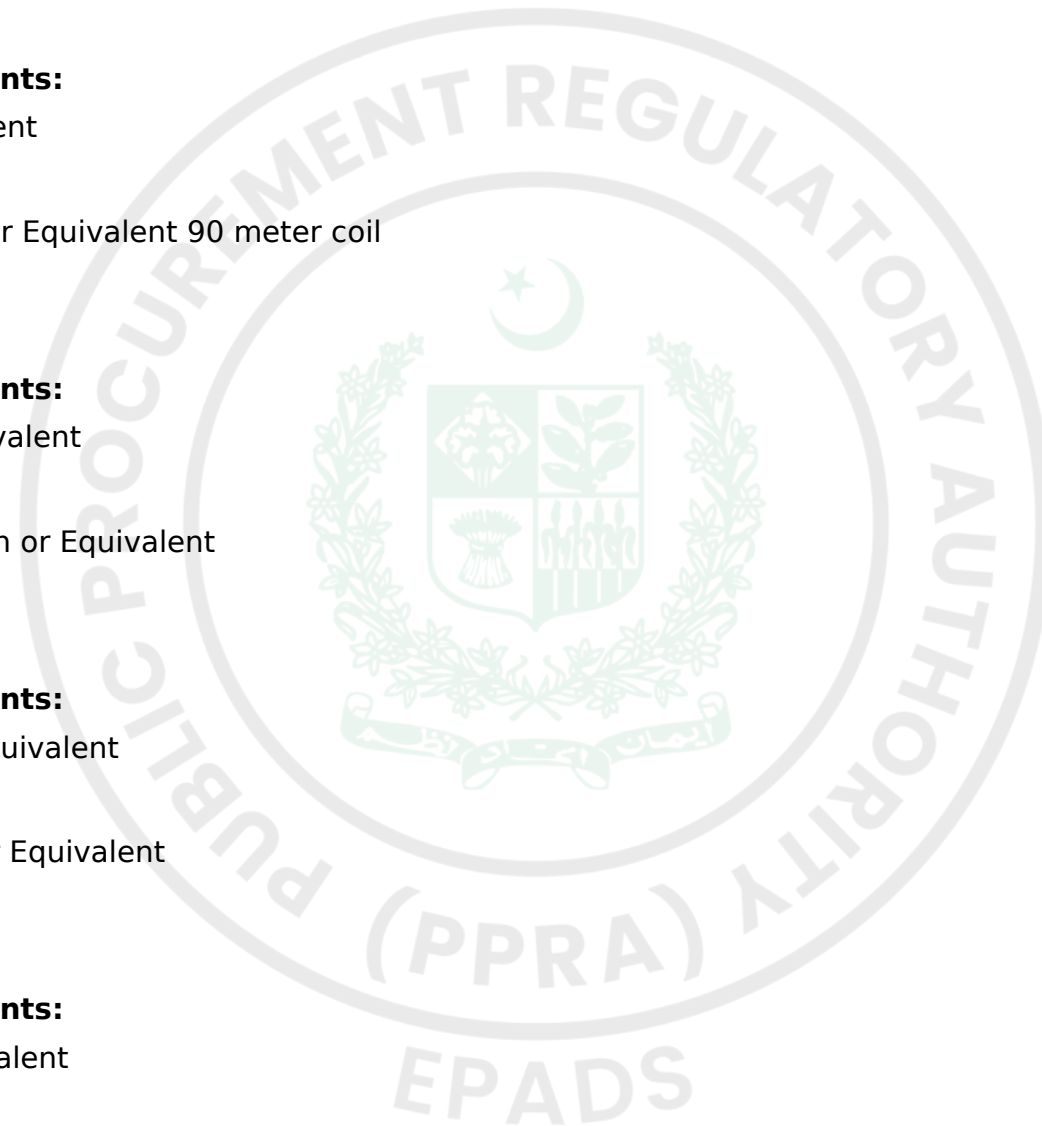 nts:
ent
r Equivalent 90 meter coil
nts:
valent
n or Equivalent
nts:
uivalent
Equivalent
nts:
alent
PUBLIC PROCUREMENT REGULATORY AUTHORITY
(PPRA)
EPADS